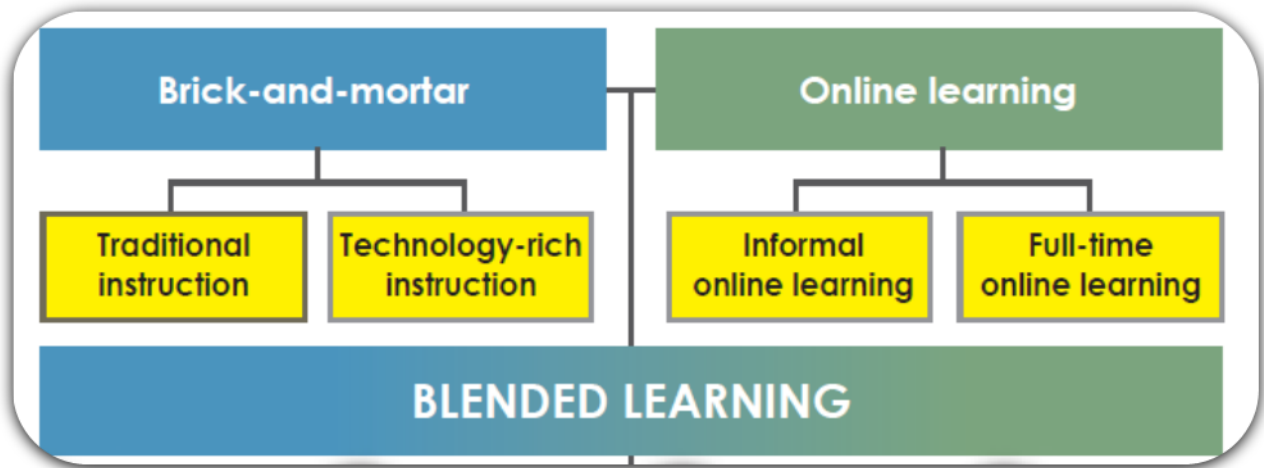 Brick-and-mortar
Online learning
Traditional
instruction
Technology-rich
instruction
Informal
online learning
Full-time
online learning
BLENDED LEARNING